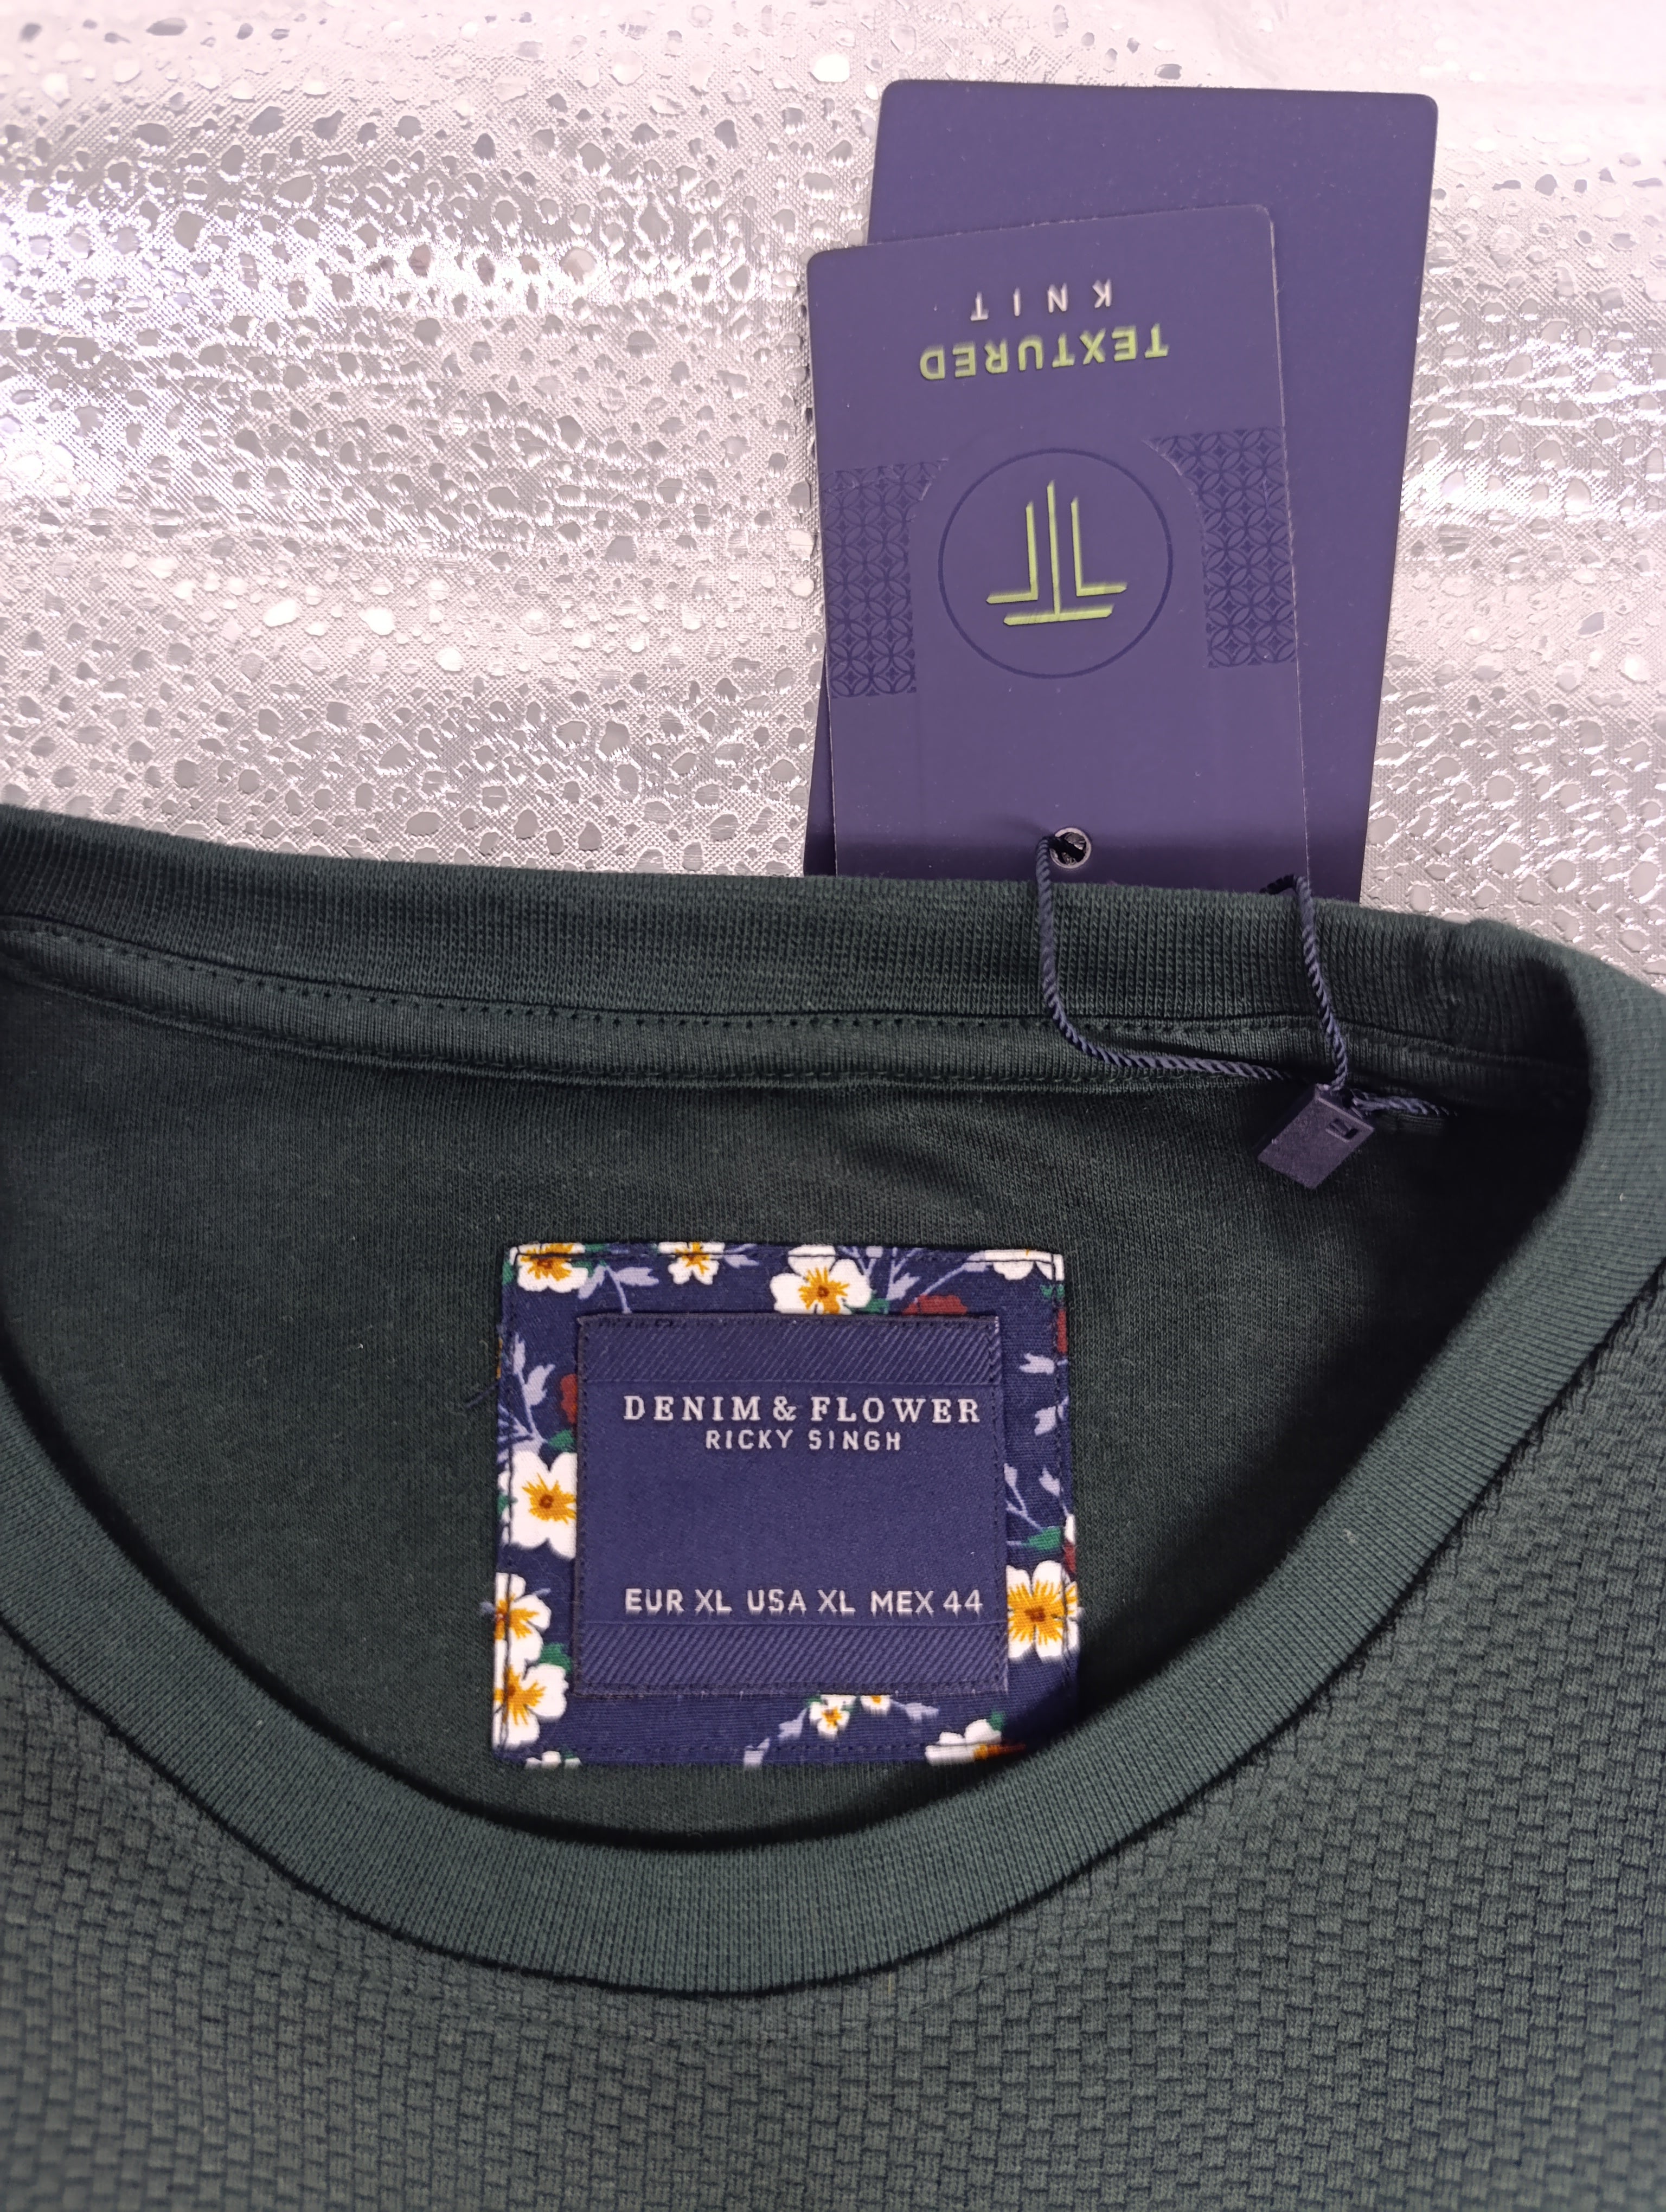 TEXTURED
KNIT
DENIM & FLOWER
RICKY SINGH
EUR XL USA XL MEX 44